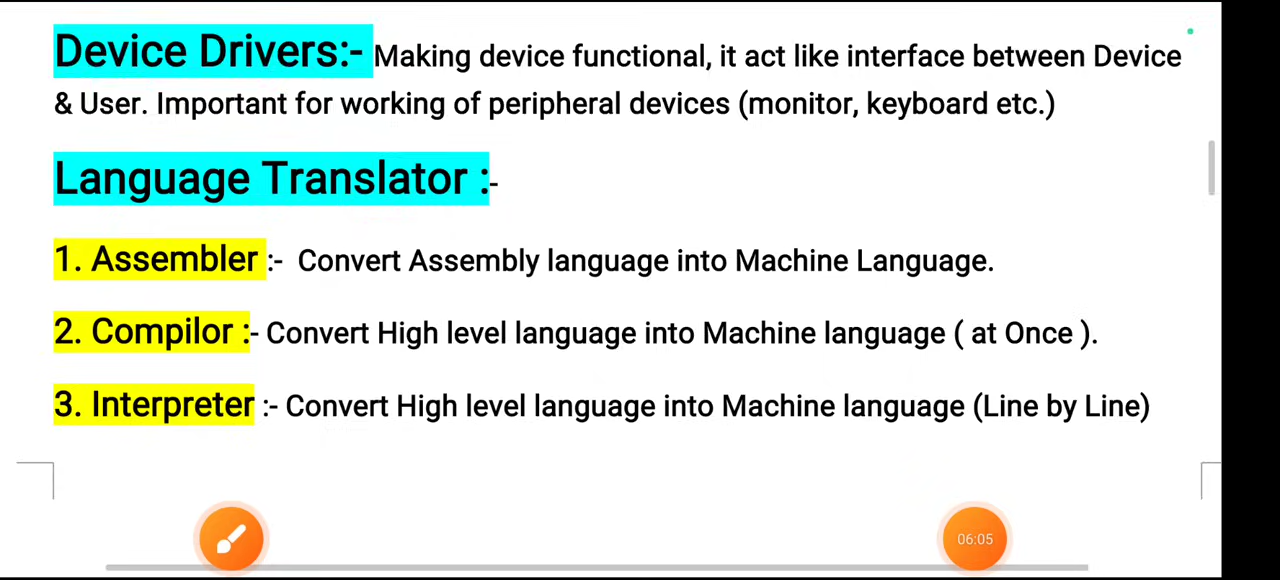 Device Drivers:- Making device functional, it act like interface between Device
& User. Important for working of peripheral devices (monitor, keyboard etc.)
Language Translator :-
1. Assembler :- Convert Assembly language into Machine Language.
2. Compilor :- Convert High level language into Machine language ( at Once ).
3. Interpreter :- Convert High level language into Machine language (Line by Line)
06:05